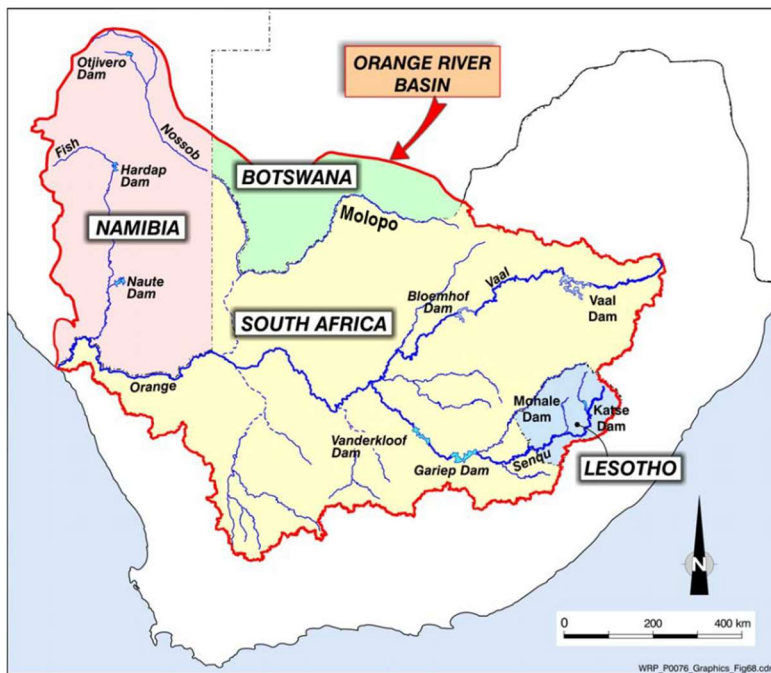 ORANGE RIVER
BASIN
Otjivero
Dam
Nossob
Fish
Hardap
Dam
BOTSWANA
Molopo
NAMIBIA
Naute
Dam
Vaal
Bloemhof
Dam
Vaal
Dam
SOUTH AFRICA
Orange
Mohale
Dam
Katse
Dam
Vanderkloof
Dam
Gariep Dam
Senqu
LESOTHO
N
0 200 400 km
WRP_P0076_Graphics_Fig68.cdr